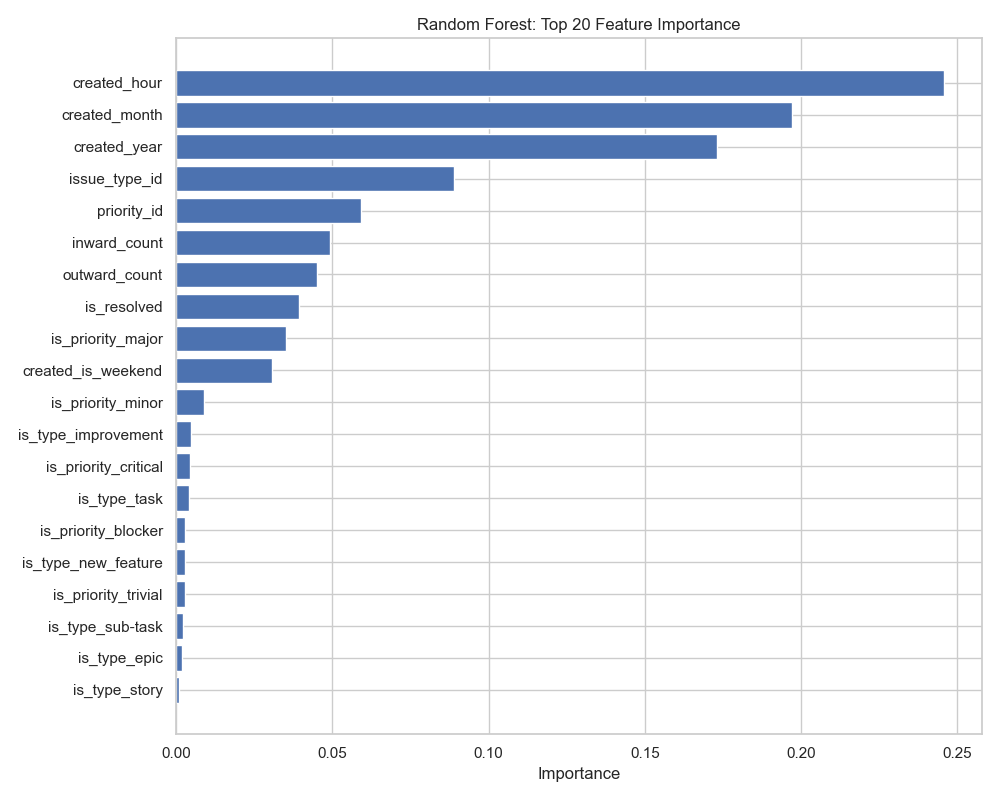 Random Forest: Top 20 Feature Importance
created_hour
created_month
created_year
issue_type_id
priority_id
inward_count
outward_count
is_resolved
is_priority_major
created_is_weekend
is_priority_minor
is_type_improvement
is_priority_critical
is_type_task
is_priority_blocker
is_type_new_feature
is_priority_trivial
is_type_sub-task
is_type_epic
is_type_story
0.00 0.05 0.10 0.15 0.20 0.25
Importance